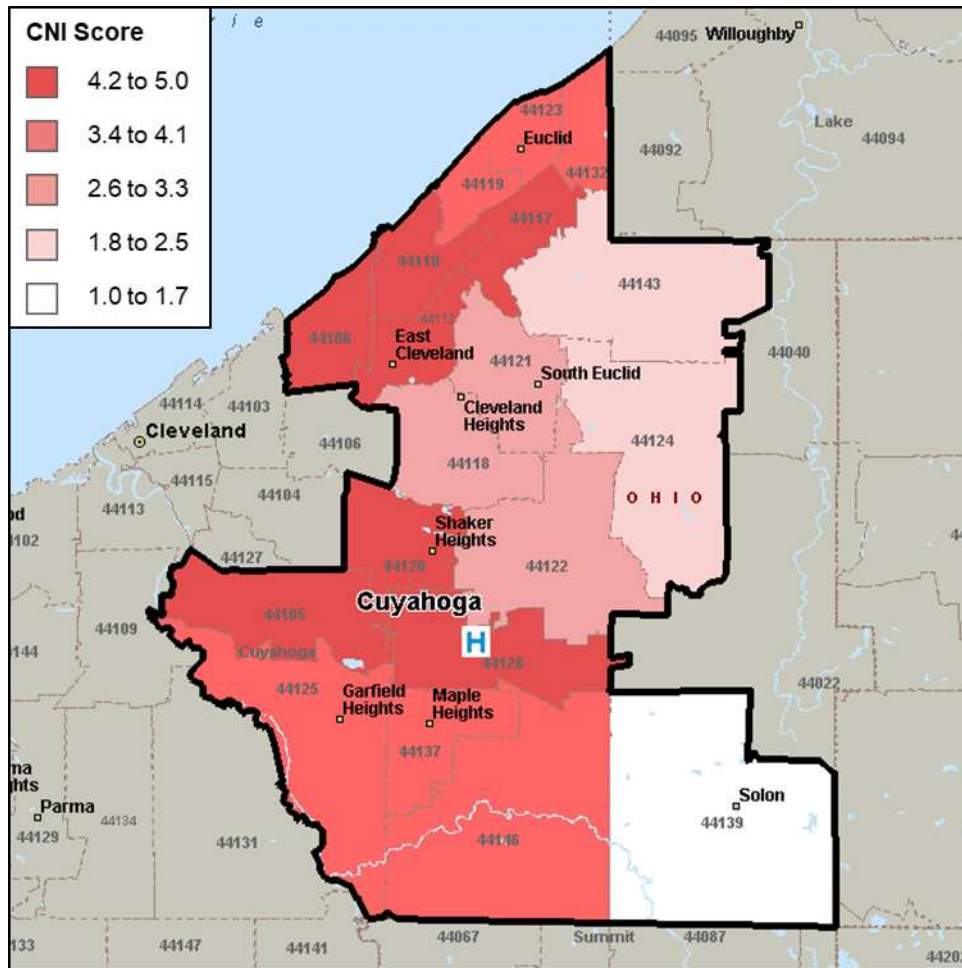 CNI Score
4.2 to 5.0
3.4 to 4.1
2.6 to 3.3
1.8 to 2.5
1.0 to 1.7
r i e
44095
Willoughby
Lake
44123
Euclid
44092
44094
44119
44132
44117
44110
44143
44112
44108
East
Cleveland
44121
44040
South Euclid
Cleveland
Heights
44114
44103
Cleveland
44106
44124
44118
44115
44104
OHIO
44113
44102
Shaker
Heights
44127
44120
44122
Cuyahoga
44105
44109
H
44128
Cuyahoga
44144
44022
44125
Garfield
Heights
Maple
Heights
44137
Solon
Parma
44139
44129
44134
44131
44146
44147
44141
44067
Summit
44087